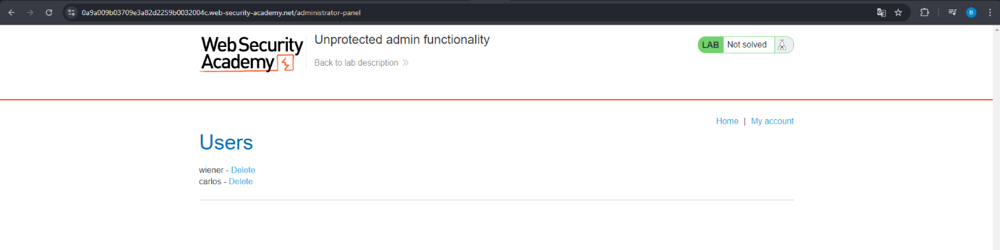 0a9a009b03709e3a82d2259b0032004c.web-security-academy.net/administrator-panel
B
Web Security
Academy
Unprotected admin functionality
Back to lab description
LAB Not solved
Home | My account
Users
wiener - Delete
carlos - Delete